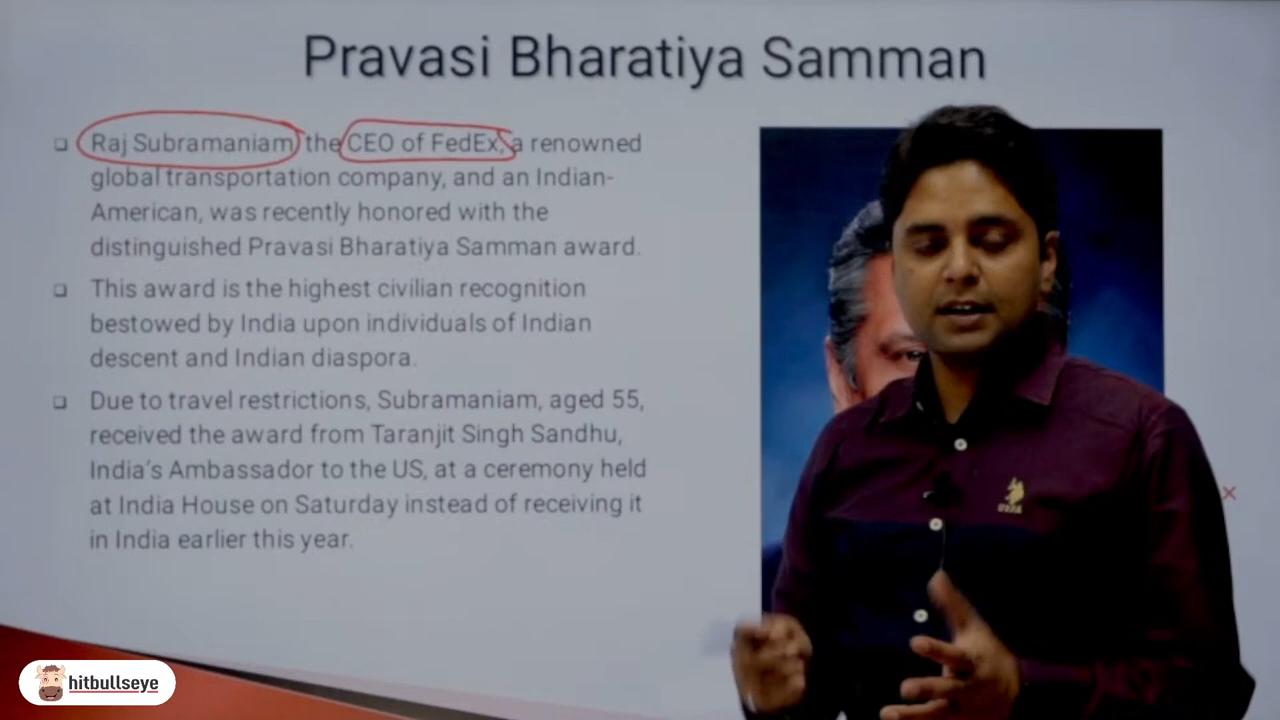 Pravasi Bharatiya Samman
Raj Subramaniam the CEO of FedEx, a renowned
global transportation company, and an Indian-
American, was recently honored with the
distinguished Pravasi Bharatiya Samman award.
This award is the highest civilian recognition
bestowed by India upon individuals of Indian
descent and Indian diaspora.
Due to travel restrictions, Subramaniam, aged 55,
received the award from Taranjit Singh Sandhu,
India's Ambassador to the US, at a ceremony held
at India House on Saturday instead of receiving it
in India earlier this year.
USPA
hitbullseye